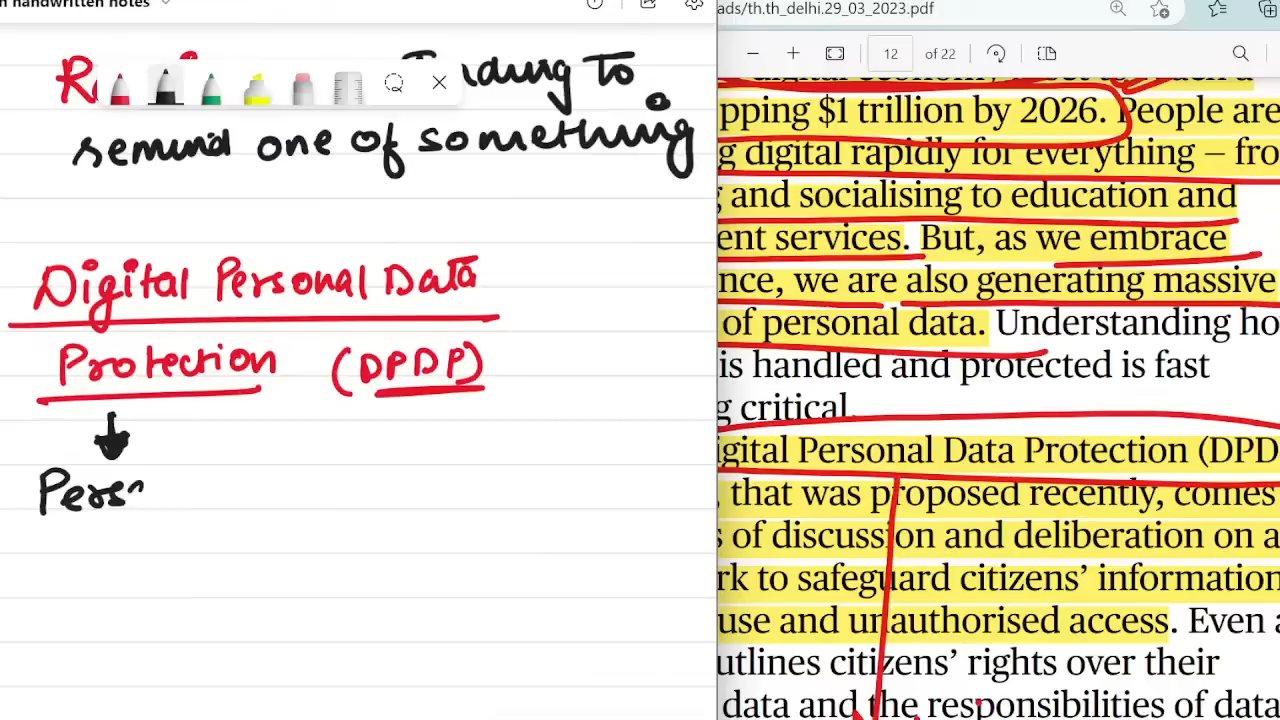 handwritten notes
ads/th.th_delhi.29_03_2023.pdf
12 of 22
nding to
remind one of something
Digital Personal Data
Protection (DPDP)
Pers
digital economy,
pping $1 trillion by 2026. People are
g digital rapidly for everything – fro
g and socialising to education and
ent services. But, as we embrace
nce, we are also generating massive
of personal data. Understanding ho
is handled and protected is fast
g critical.
igital Personal Data Protection (DPD
, that was proposed recently, comes
s of discussion and deliberation on a
rk to safeguard citizens' information
use and unauthorised access. Even a
utlines citizens' rights over their
data and the responsibilities of data